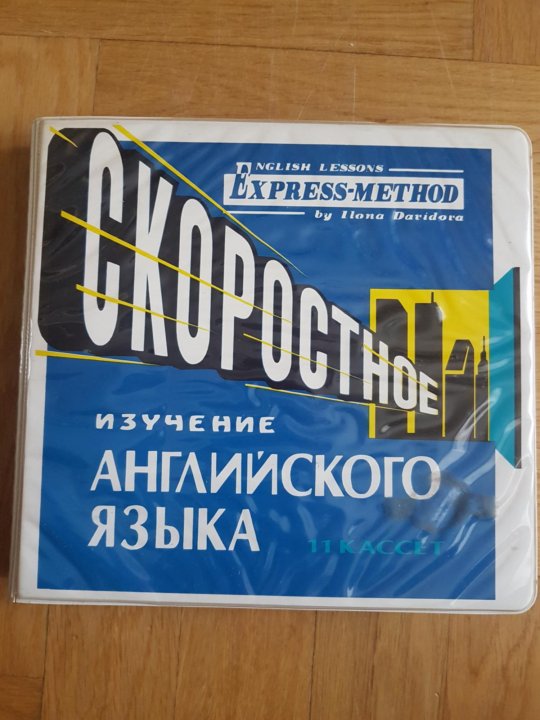 ENGLISH LESSONS
EXPRESS-METHOD
by Ilona Davidova
СКОРОСТНОЕ
ИЗУЧЕНИЕ
АНГЛИЙСКОГО
ЯЗЫКА
11 КАССЕТ